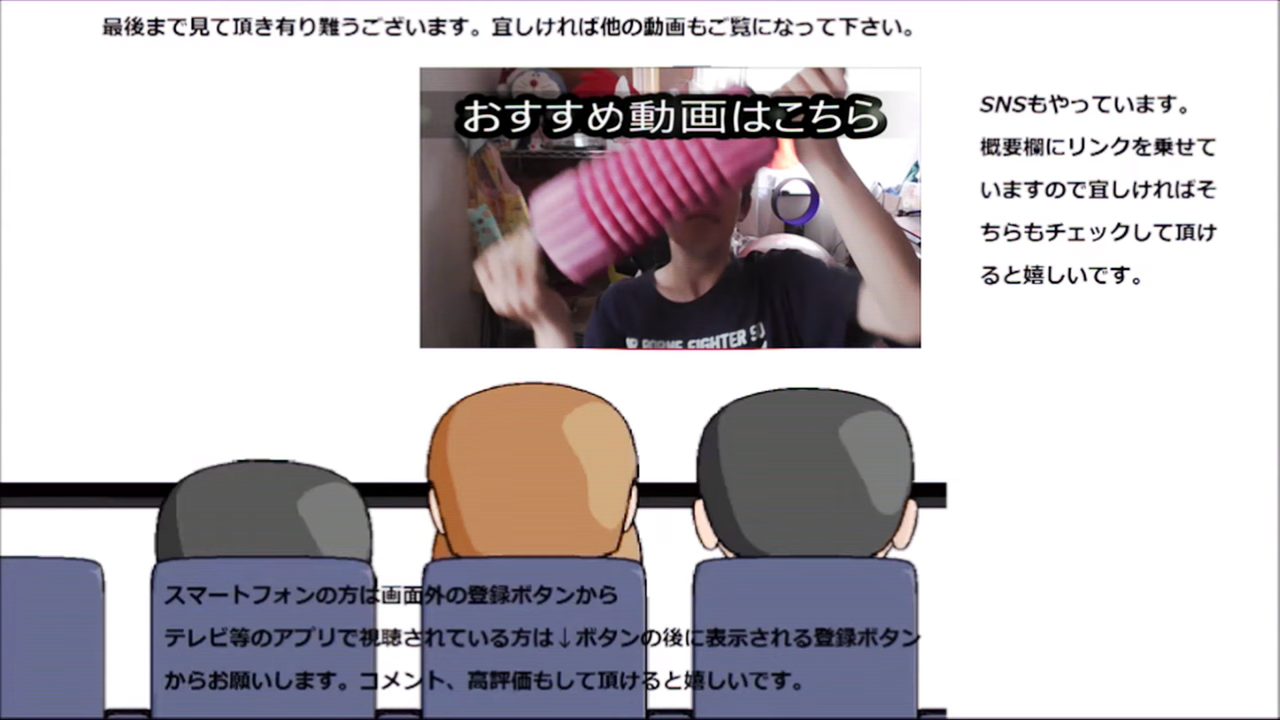 最後まで見て頂き有り難うございます。宜しければ他の動画もご覧になって下さい。
おすすめ動画はこちら
SNSもやっています。
概要欄にリンクを乗せて
いますので宜しければそ
ちらもチェックして頂け
ると嬉しいです。
スマートフォンの方は画面外の登録ボタンから
テレビ等のアプリで視聴されている方は↓ボタンの後に表示される登録ボタン
からお願いします。コメント、高評価もして頂けると嬉しいです。